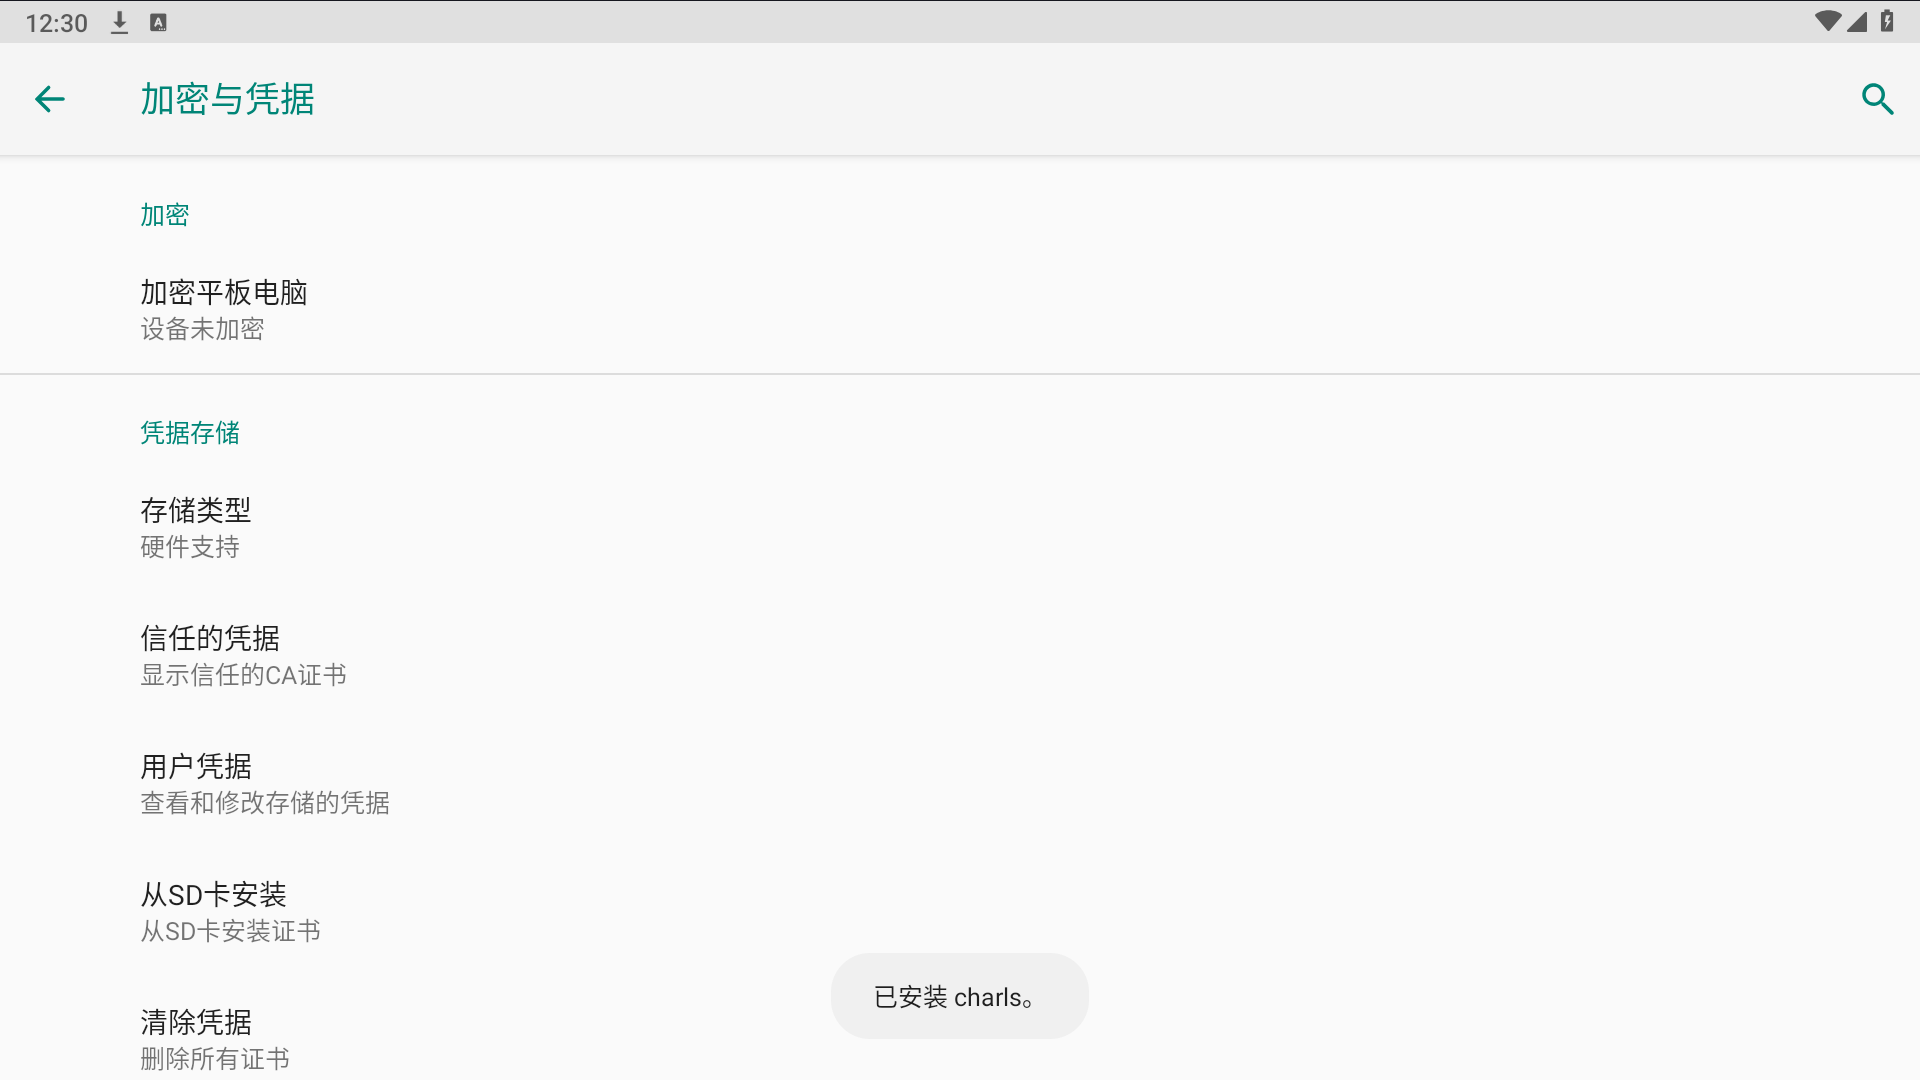 12:30
加密与凭据
加密
加密平板电脑
设备未加密
凭据存储
存储类型
硬件支持
信任的凭据
显示信任的CA证书
用户凭据
查看和修改存储的凭据
从SD卡安装
从SD卡安装证书
已安装 charls。
清除凭据
删除所有证书